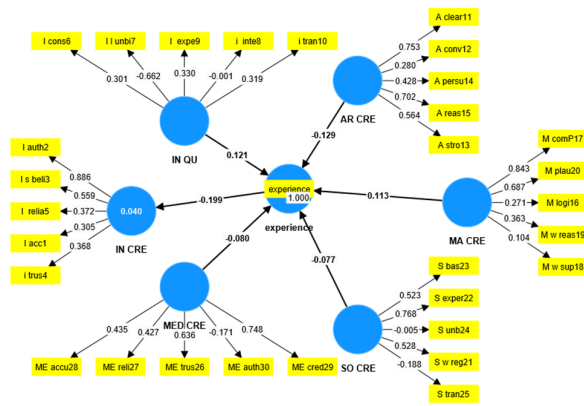 I cons6
I I unbi7
I expe9
i inte8
i tran10
0.301
-0.662
0.330
-0.001
0.319
IN QU
A clear11
A conv12
A persu14
A reas15
A stro13
0.753
0.280
0.428
0.702
0.564
AR CRE
-0.129
0.121
I auth2
I s beli3
I relia5
I acc1
i trus4
0.886
0.559
0.372
0.305
0.368
0.040
IN CRE
-0.199
experience
1.000
experience
0.113
M comP17
M plau20
M logi16
M w reas19
M w sup18
0.843
0.687
0.271
0.363
0.104
MA CRE
-0.080
-0.077
MED CRE
0.435
0.427
0.636
-0.171
0.748
ME accu28
ME reli27
ME trus26
ME auth30
ME cred29
S bas23
S exper22
S unb24
S w reg21
S tran25
0.523
0.768
-0.005
0.528
-0.188
SO CRE